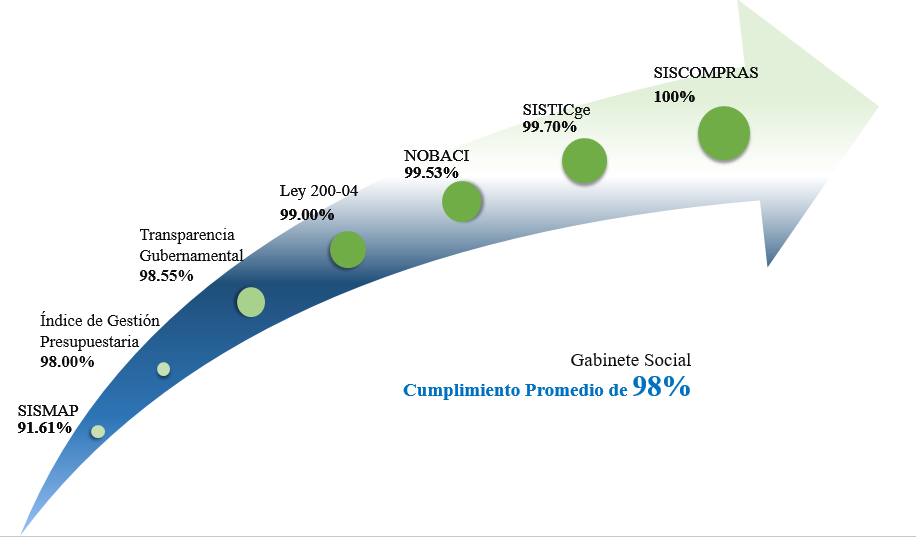 SISCOMPRAS
100%
SISTICge
99.70%
NOBACI
99.53%
Ley 200-04
99.00%
Transparencia
Gubernamental
98.55%
Índice de Gestión
Presupuestaria
98.00%
SISMAP
91.61%
Gabinete Social
Cumplimiento Promedio de 98%